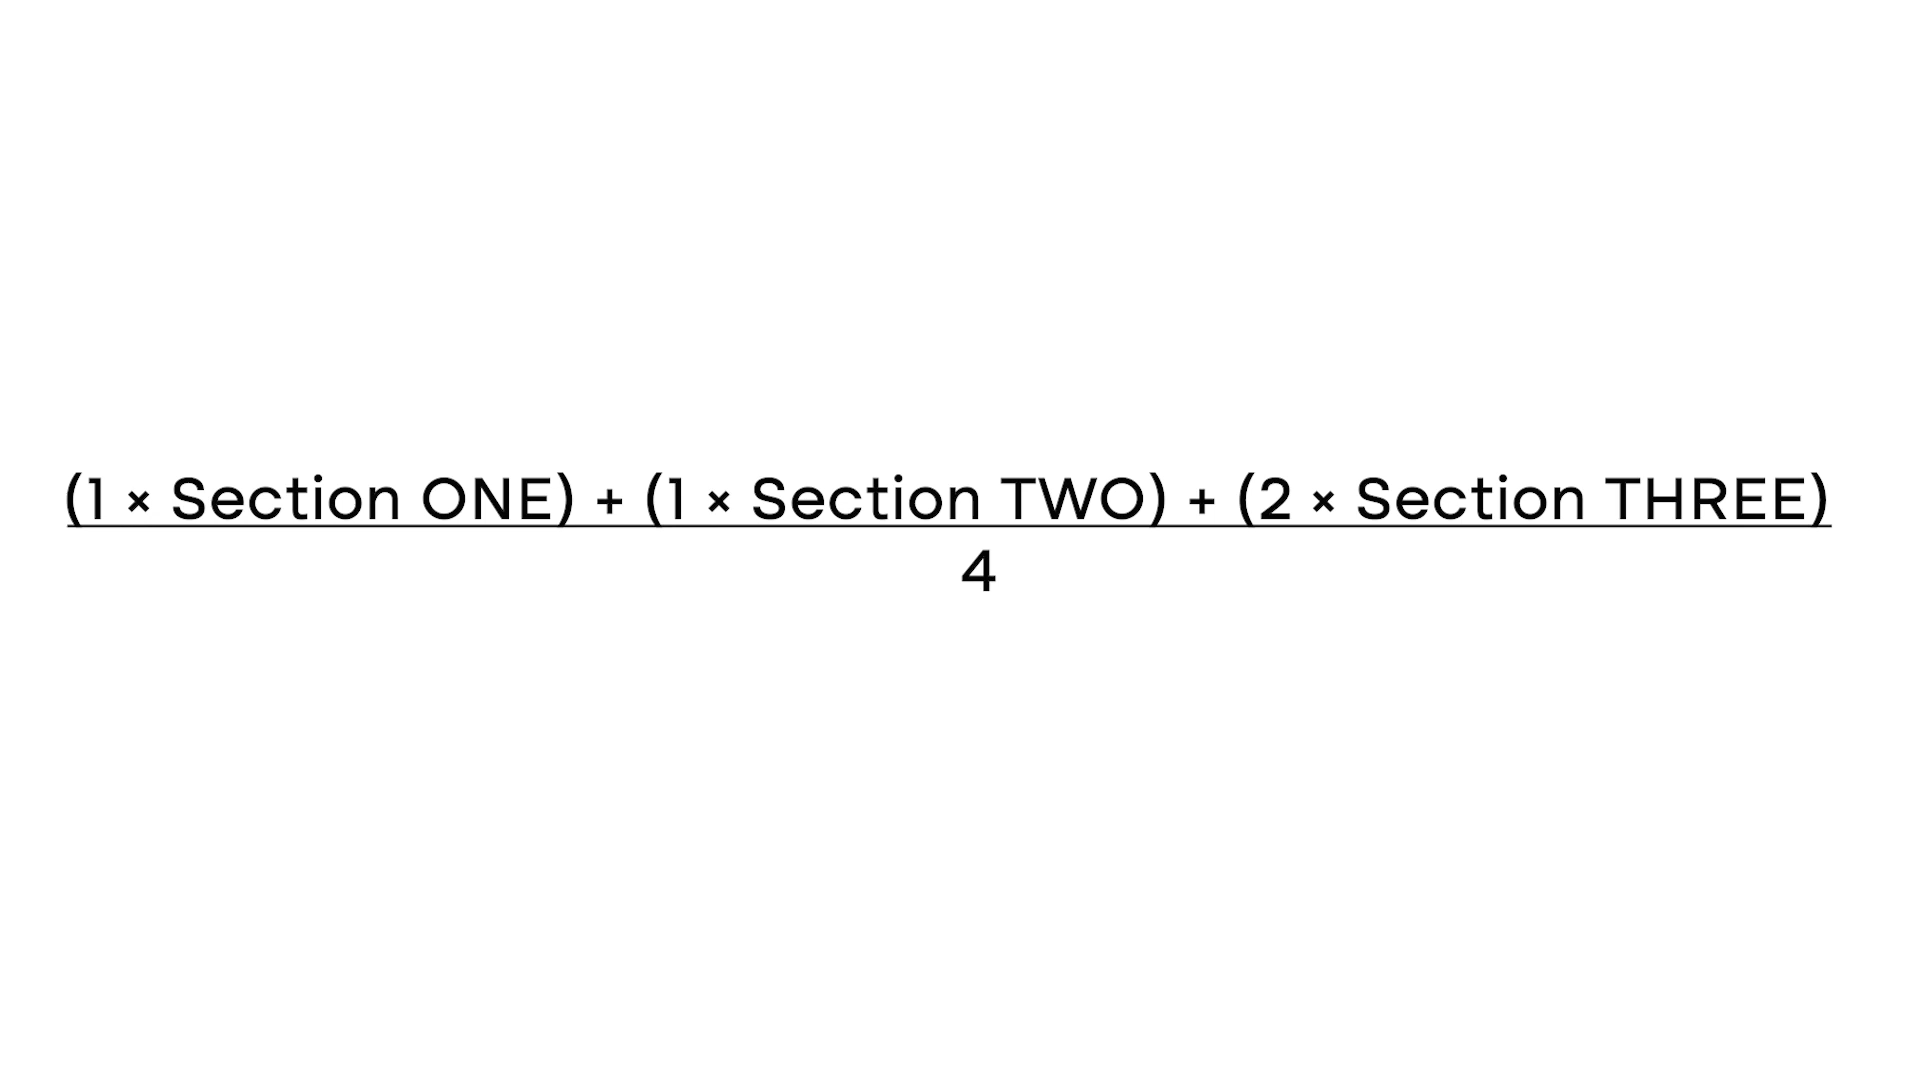 (1 × Section ONE) + (1 × Section TWO) + (2 × Section THREE)
4